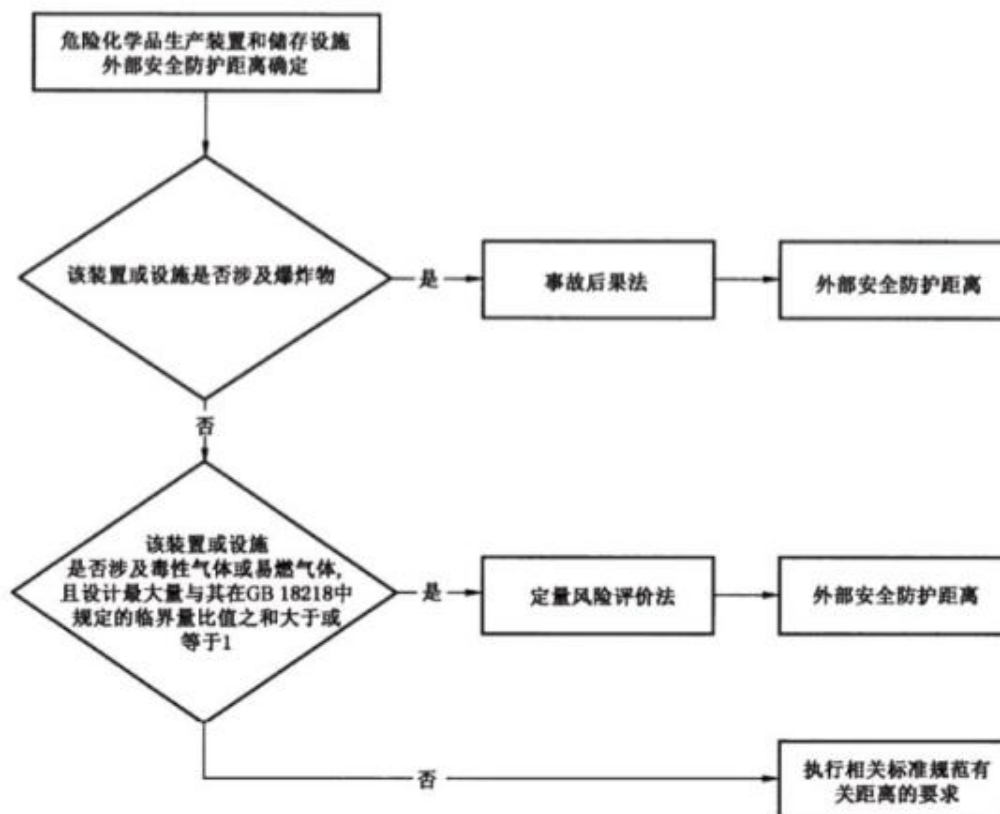 危险化学品生产装置和储存设施
外部安全防护距离确定
该装置或设施是否涉及爆炸物
是
事故后果法
外部安全防护距离
否
该装置或设施
是否涉及毒性气体或易燃气体,
且设计最大量与其在GB 18218中
规定的临界量比值之和大于或
等于1
是
定量风险评价法
外部安全防护距离
否
执行相关标准规范有
关距离的要求